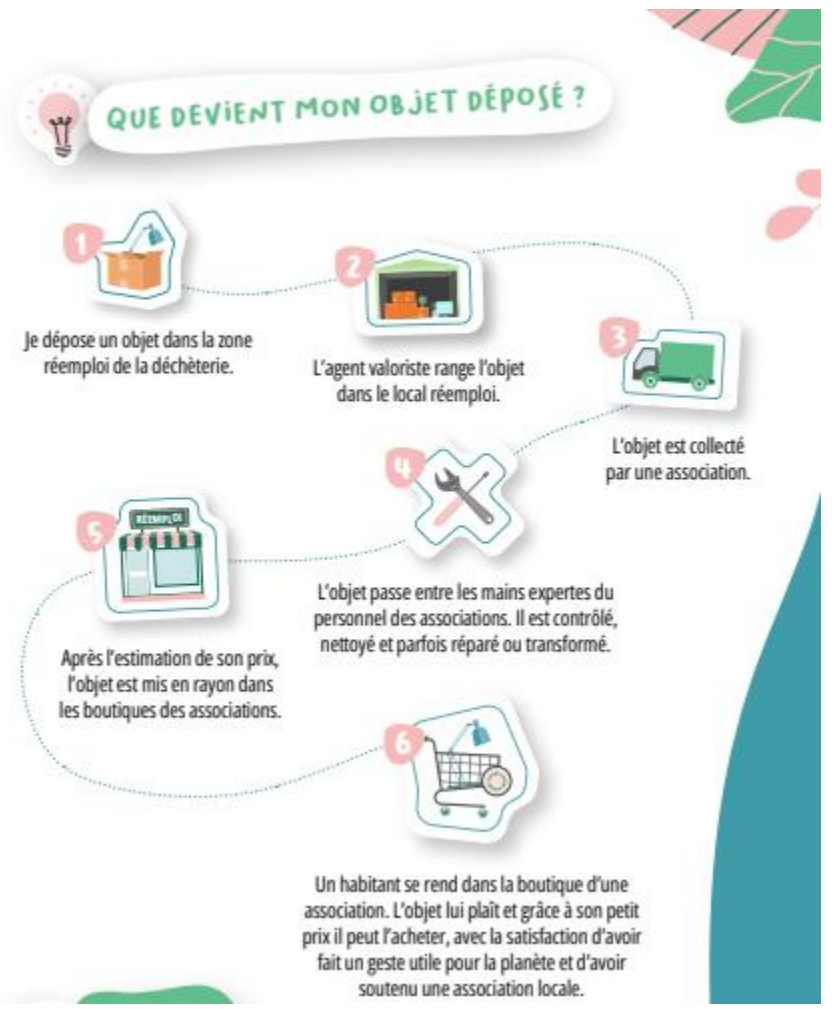 QUE DEVIENT MON OBJET DÉPOSÉ ?
1
Je dépose un objet dans la zone
réemploi de la déchèterie.
2
L'agent valoriste range l'objet
dans le local réemploi.
3
L'objet est collecté
par une association.
4
L'objet passe entre les mains expertes du
personnel des associations. Il est contrôlé,
nettoyé et parfois réparé ou transformé.
5
RÉEMPLOI
Après l'estimation de son prix,
l'objet est mis en rayon dans
les boutiques des associations.
6
Un habitant se rend dans la boutique d'une
association. L'objet lui plaît et grâce à son petit
prix il peut l'acheter, avec la satisfaction d'avoir
fait un geste utile pour la planète et d'avoir
soutenu une association locale.